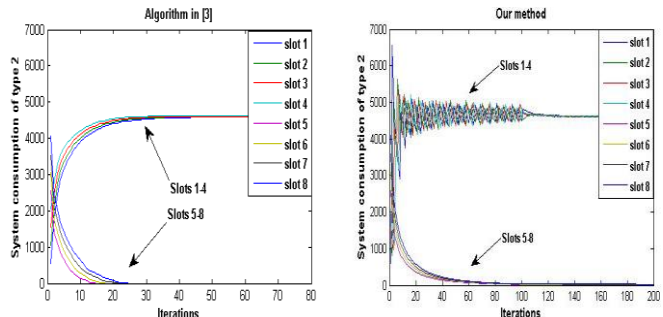 Algorithm in [3]
System consumption of type 2
7000
6000
5000
4000
3000
2000
1000
0
0 10 20 30 40 50 60 70 80
Iterations
slot 1
slot 2
slot 3
slot 4
slot 5
slot 6
slot 7
slot 8
Slots 1-4
Slots 5-8
Our method
System consumption of type 2
7000
6000
5000
4000
3000
2000
1000
0
0 20 40 60 80 100 120 140 160 180 200
Iterations
slot 1
slot 2
slot 3
slot 4
slot 5
slot 6
slot 7
slot 8
Slots 1-4
Slots 5-8